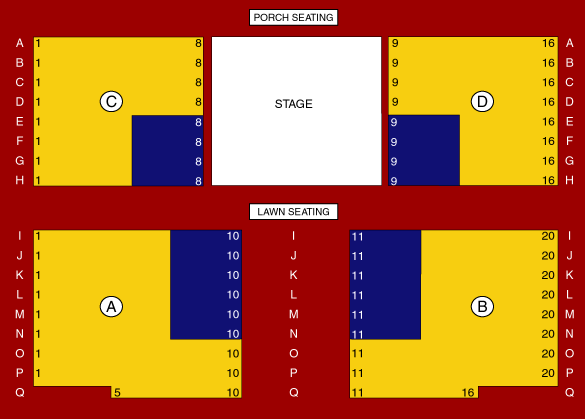 PORCH SEATING
A 1 8 9 16 A
B 1 8 9 16 B
C 1 8 9 16 C
D 1 8 C STAGE 9 D 16 D
E 1 8 9 16 E
F 1 8 9 16 F
G 1 8 9 16 G
H 1 8 9 16 H
LAWN SEATING
I 1 10 I 11 20 I
J 1 10 J 11 20 J
K 1 10 K 11 20 K
L 1 10 L 11 20 L
M 1 A 10 M 11 B 20 M
N 1 10 N 11 20 N
O 1 10 O 11 20 O
P 1 10 P 11 20 P
Q 5 10 Q 11 16 Q